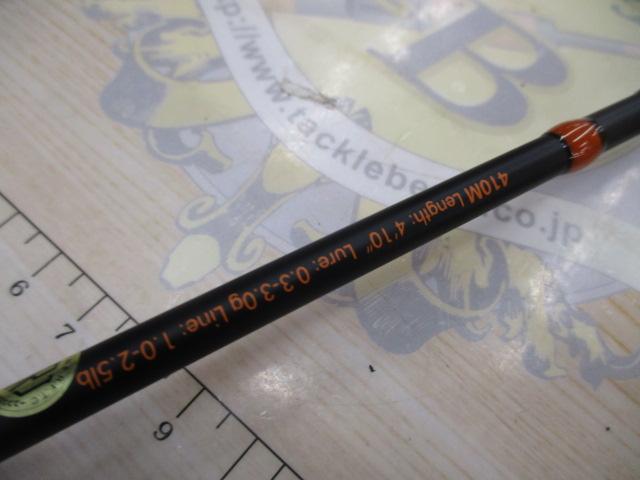 410M Length: 4'10" Lure: 0.3-3.0g Line: 1.0-2.5lb
B
http://www.tacklebe co.jp
6
7
9